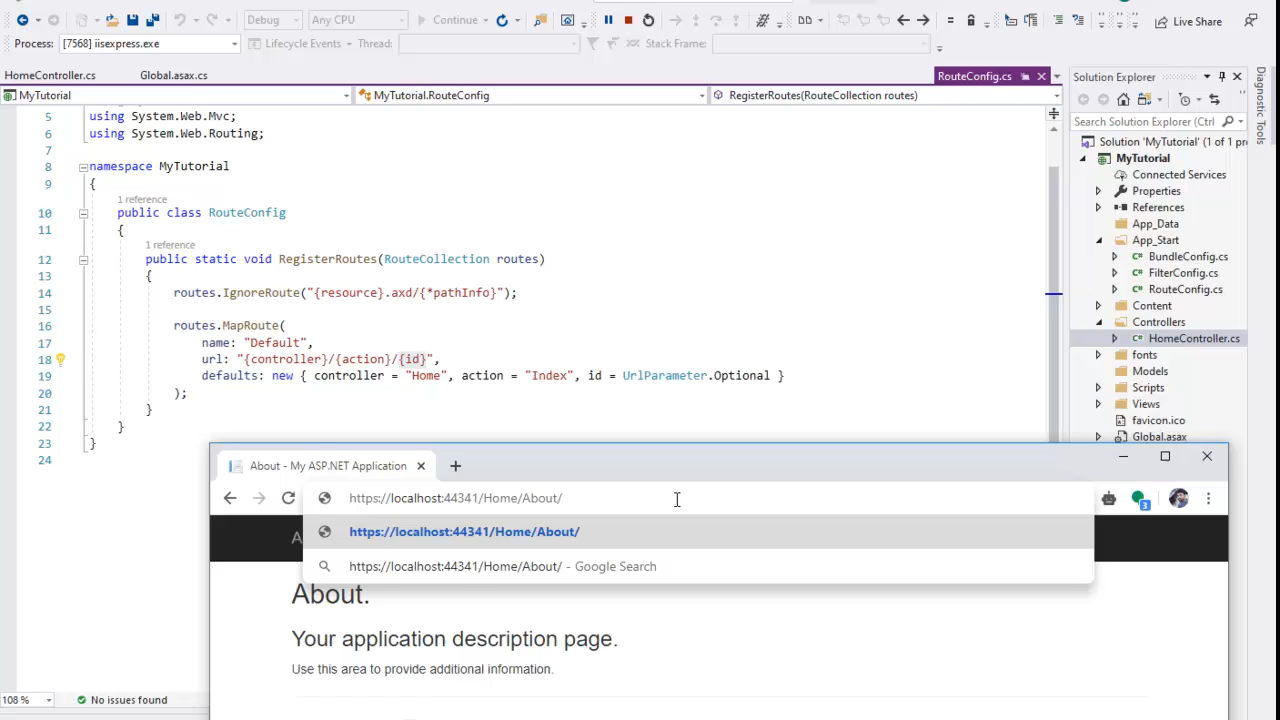 Debug
Any CPU
Continue
Live Share
Process: [7568] iisexpress.exe
Lifecycle Events
Thread:
Stack Frame:
HomeController.cs
Global.asax.cs
RouteConfig.cs
MyTutorial
MyTutorial.RouteConfig
RegisterRoutes(RouteCollection routes)
5 using System.Web.Mvc;
6 using System.Web.Routing;
7
8 namespace MyTutorial
9 {
1 reference
10 public class RouteConfig
11 {
1 reference
12 public static void RegisterRoutes(RouteCollection routes)
13 {
14 routes.IgnoreRoute("{resource}.axd/{*pathInfo}");
15
16 routes.MapRoute(
17 name: "Default",
18 url: "{controller}/{action}/{id}",
19 defaults: new { controller = "Home", action = "Index", id = UrlParameter.Optional }
20 );
21 }
22 }
23 }
24
108 %
No issues found
Solution Explorer
Search Solution Explorer (Ctrl
Solution 'MyTutorial' (1 of 1 pr
MyTutorial
Connected Services
Properties
References
App_Data
App_Start
BundleConfig.cs
FilterConfig.cs
RouteConfig.cs
Content
Controllers
HomeController.cs
fonts
Models
Scripts
Views
favicon.ico
Global.asax
Diagnostic Tools
About - My ASP.NET Application
https://localhost:44341/Home/About/
3
https://localhost:44341/Home/About/
https://localhost:44341/Home/About/ - Google Search
A
About.
Your application description page.
Use this area to provide additional information.